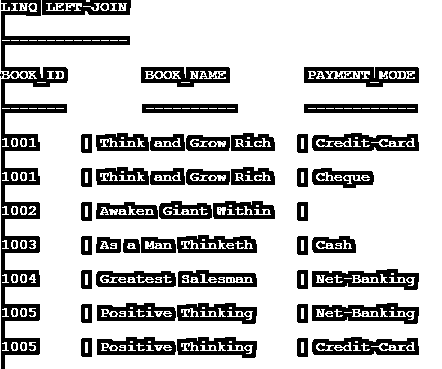 LINQ LEFT-JOIN
--------------
BOOK_ID BOOK_NAME PAYMENT_MODE
------- ---------- ------------
1001 | Think and Grow Rich | Credit-Card
1001 | Think and Grow Rich | Cheque
1002 | Awaken Giant Within |
1003 | As a Man Thinketh | Cash
1004 | Greatest Salesman | Net-Banking
1005 | Positive Thinking | Net-Banking
1005 | Positive Thinking | Credit-Card